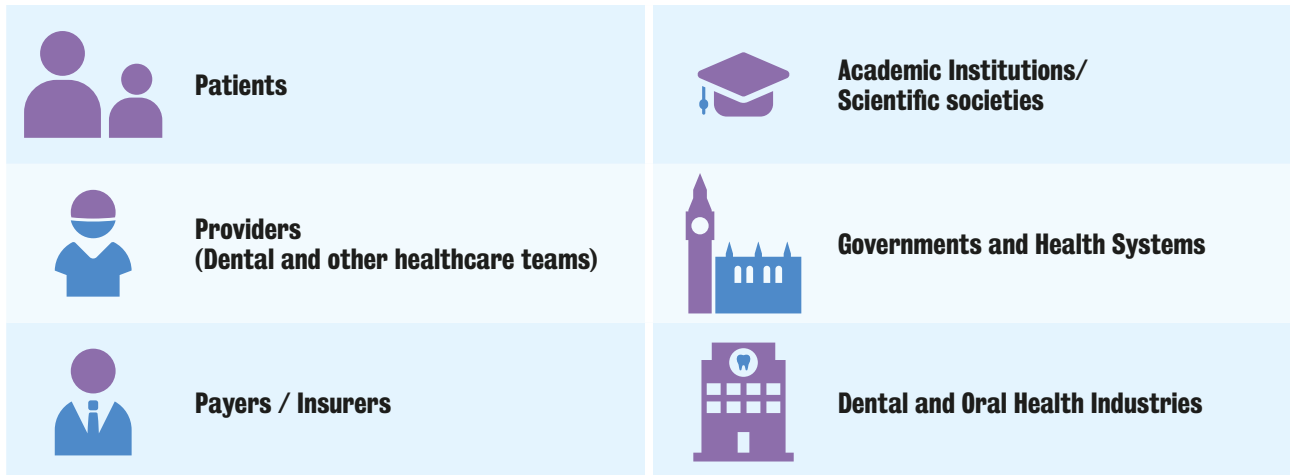 Patients
Providers
(Dental and other healthcare teams)
Payers / Insurers
Academic Institutions/
Scientific societies
Governments and Health Systems
Dental and Oral Health Industries